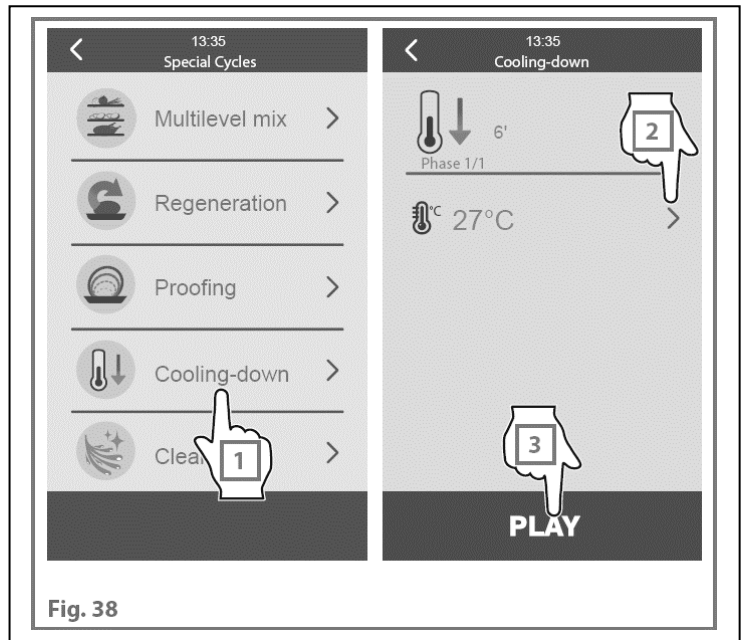 13:35
Special Cycles
Multilevel mix
Regeneration
Proofing
Cooling-down
Clea
1
13:35
Cooling-down
6'
Phase 1/1
2
°C 27°C
3
PLAY
Fig. 38